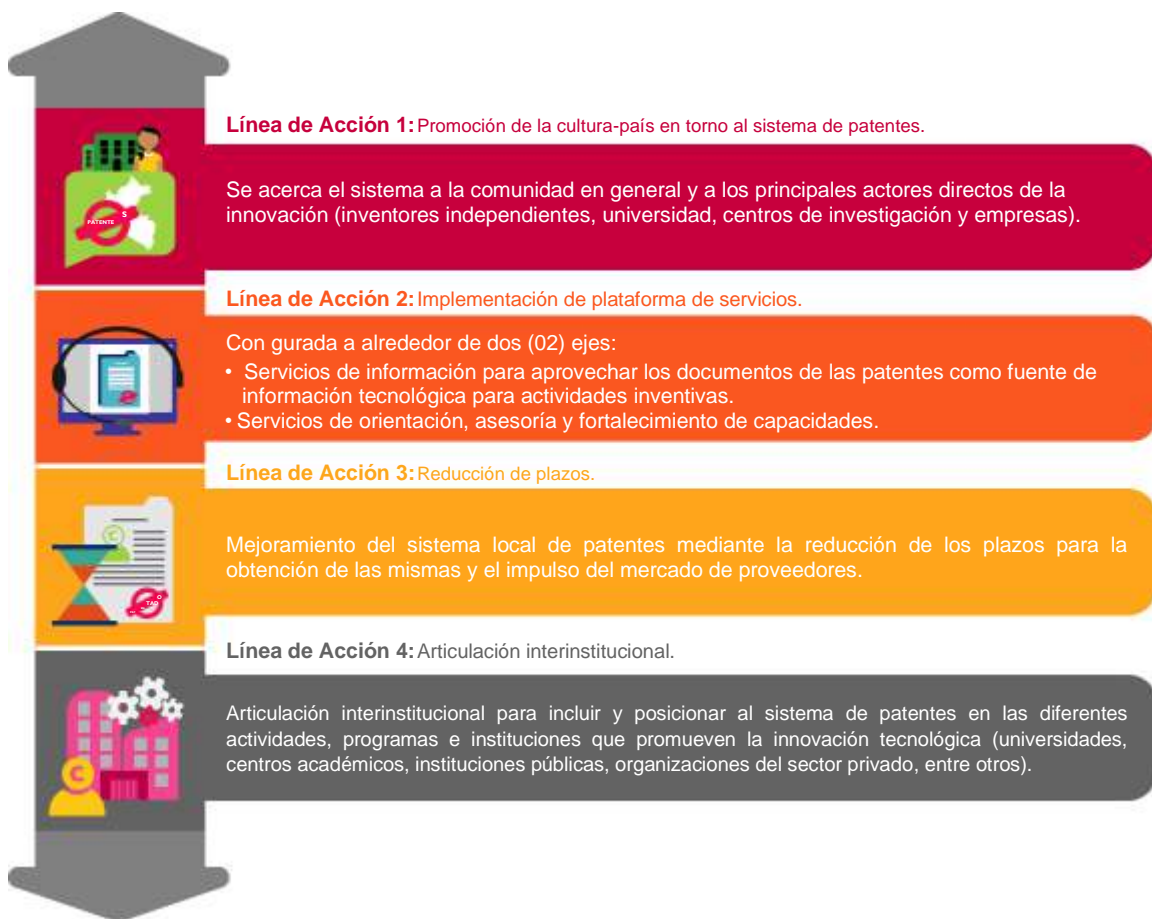 Línea de Acción 1: Promoción de la cultura-país en torno al sistema de patentes.
PATENTE
S
Se acerca el sistema a la comunidad en general y a los principales actores directos de la
innovación (inventores independientes, universidad, centros de investigación y empresas).
Línea de Acción 2: Implementación de plataforma de servicios.
Con gurada a alrededor de dos (02) ejes:
• Servicios de información para aprovechar los documentos de las patentes como fuente de
información tecnológica para actividades inventivas.
• Servicios de orientación, asesoría y fortalecimiento de capacidades.
Línea de Acción 3: Reducción de plazos.
Mejoramiento del sistema local de patentes mediante la reducción de los plazos para la
obtención de las mismas y el impulso del mercado de proveedores.
C
TAD
O
Línea de Acción 4: Articulación interinstitucional.
Articulación interinstitucional para incluir y posicionar al sistema de patentes en las diferentes
actividades, programas e instituciones que promueven la innovación tecnológica (universidades,
centros académicos, instituciones públicas, organizaciones del sector privado, entre otros).
C